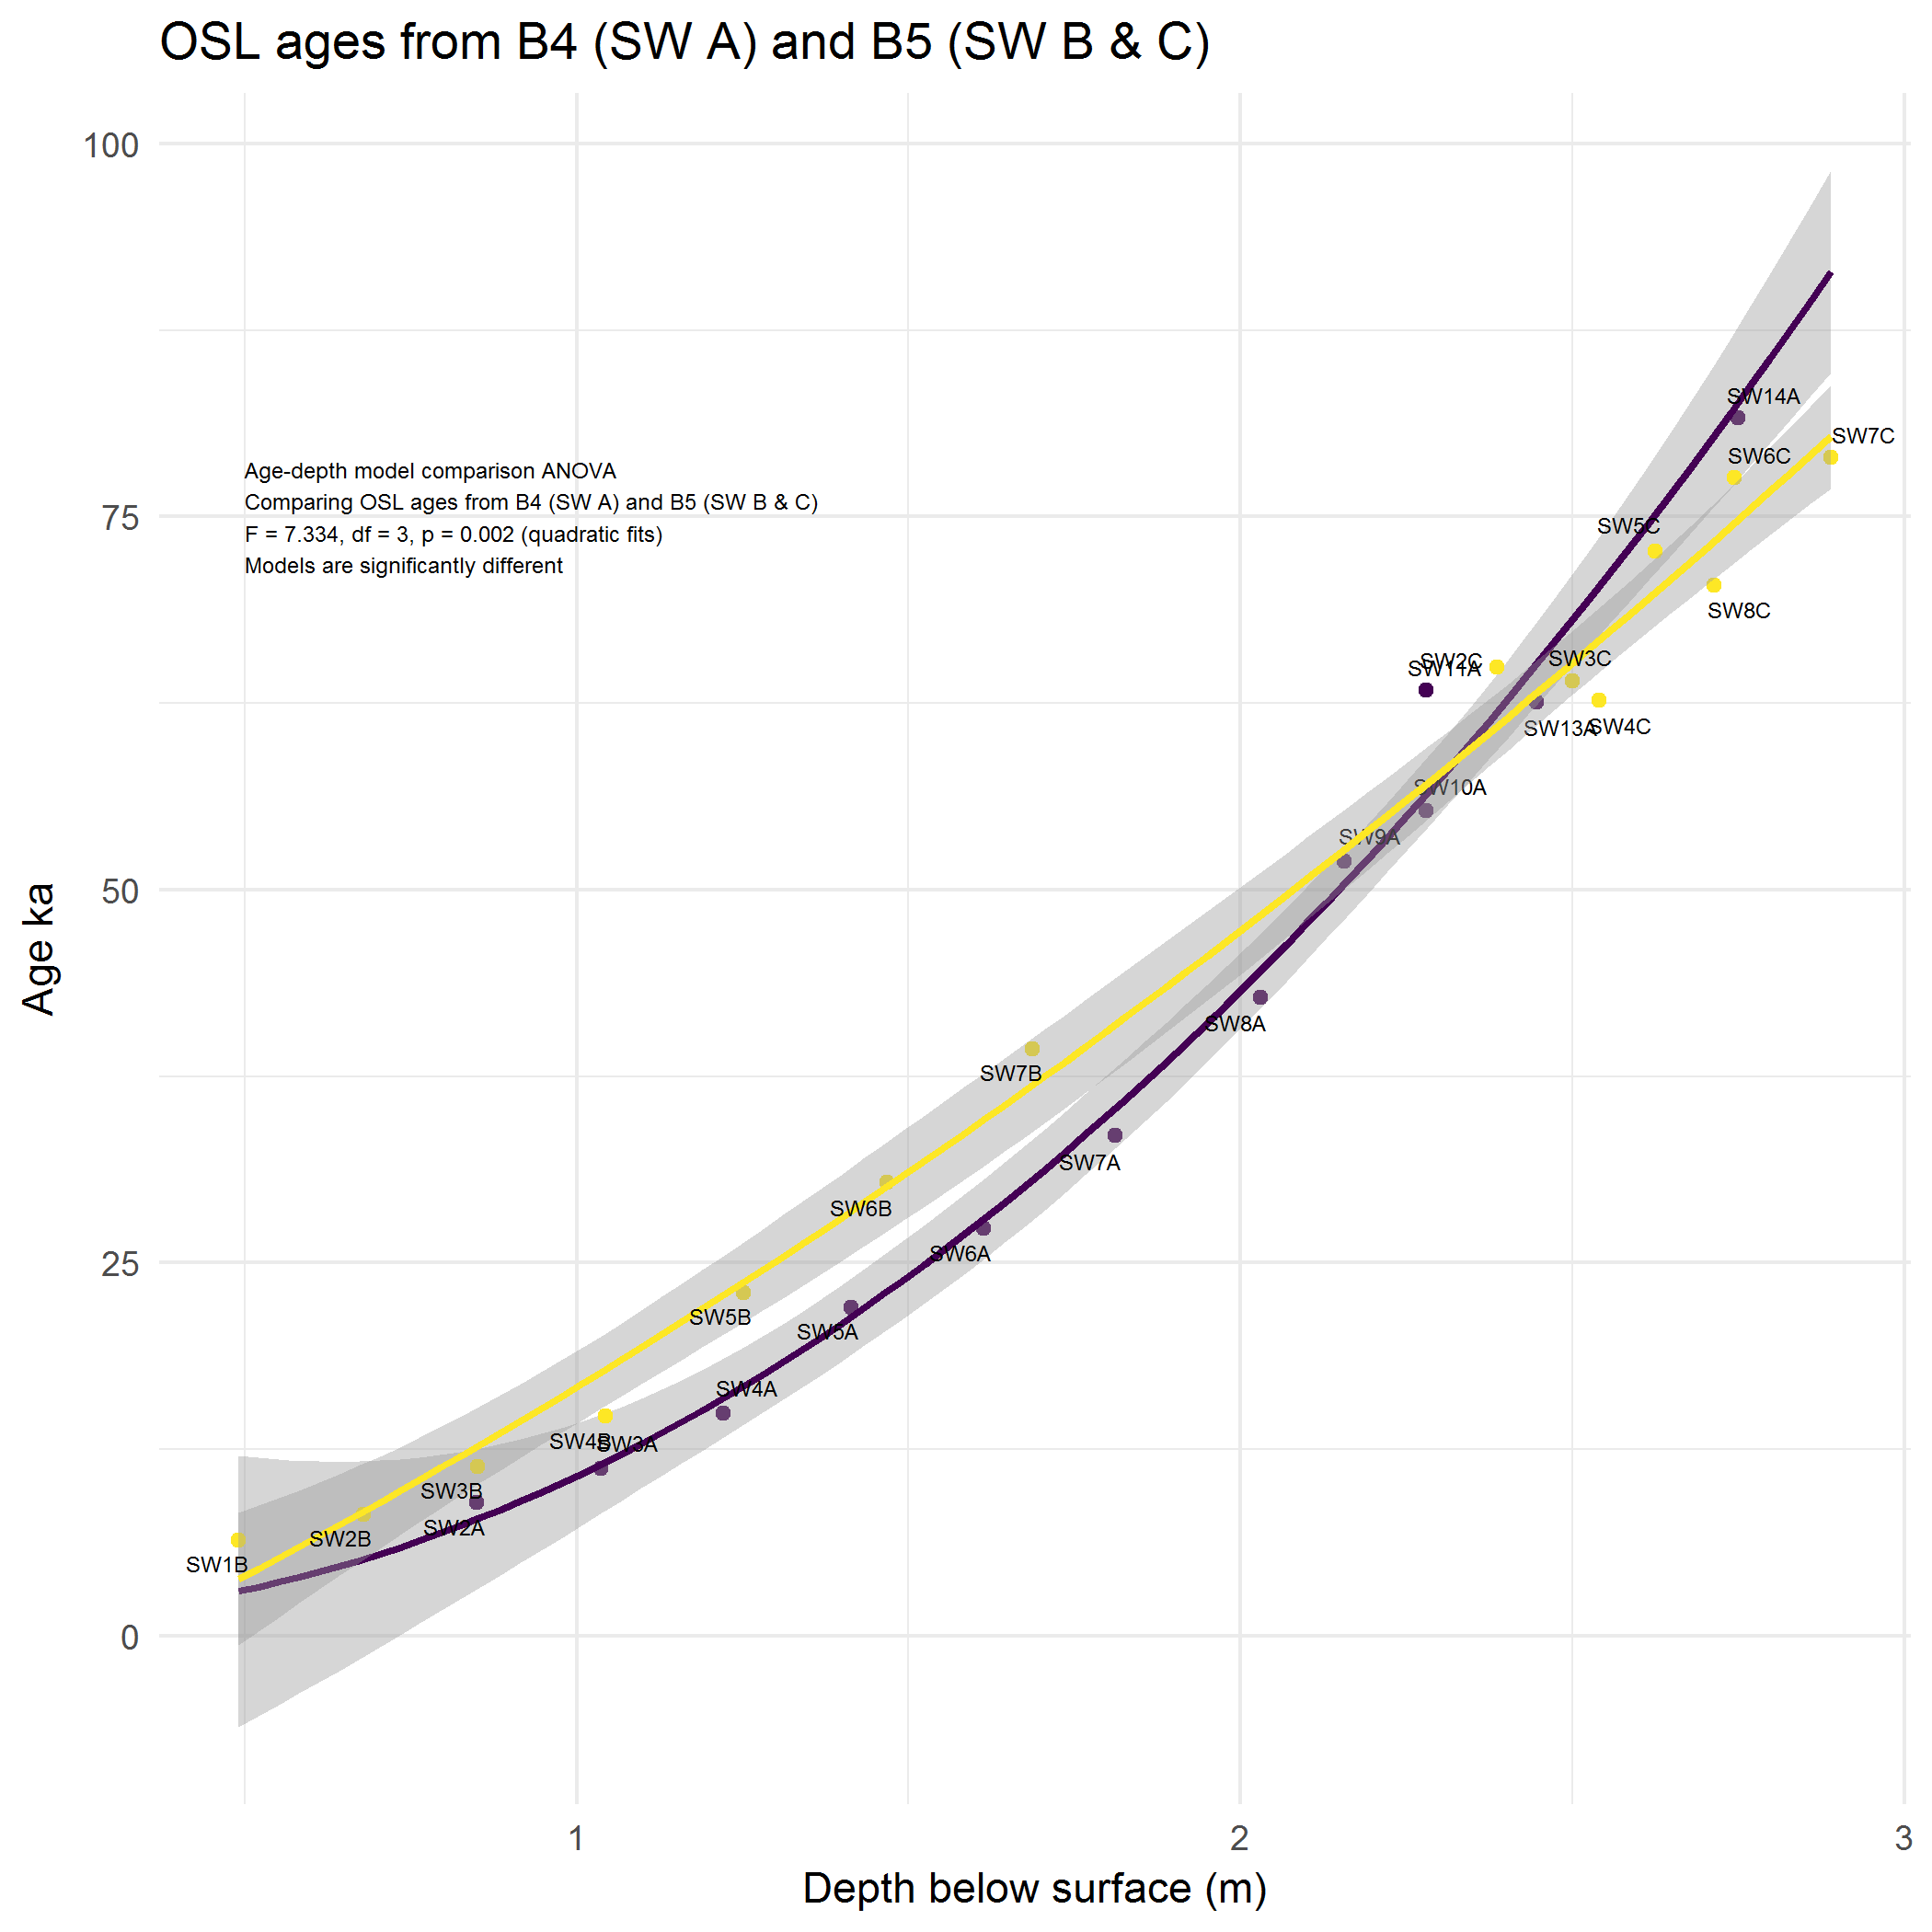 OSL ages from B4 (SW A) and B5 (SW B & C)
100
SW14A
SW7C
SW6C
Age-depth model comparison ANOVA
Comparing OSL ages from B4 (SW A) and B5 (SW B & C)
75
SW5C
F = 7.334, df = 3, p = 0.002 (quadratic fits)
Models are significantly different
SW8C
SW2C
SW3C
SW11A
SW13A
SW4C
SW10A
SW9A
50
Age ka
SW8A
SW7B
SW7A
SW6B
SW6A
25
SW5B
SW5A
SW4A
SW4B
SW3A
SW3B
SW2A
SW2B
SW1B
0
1
2
3
Depth below surface (m)